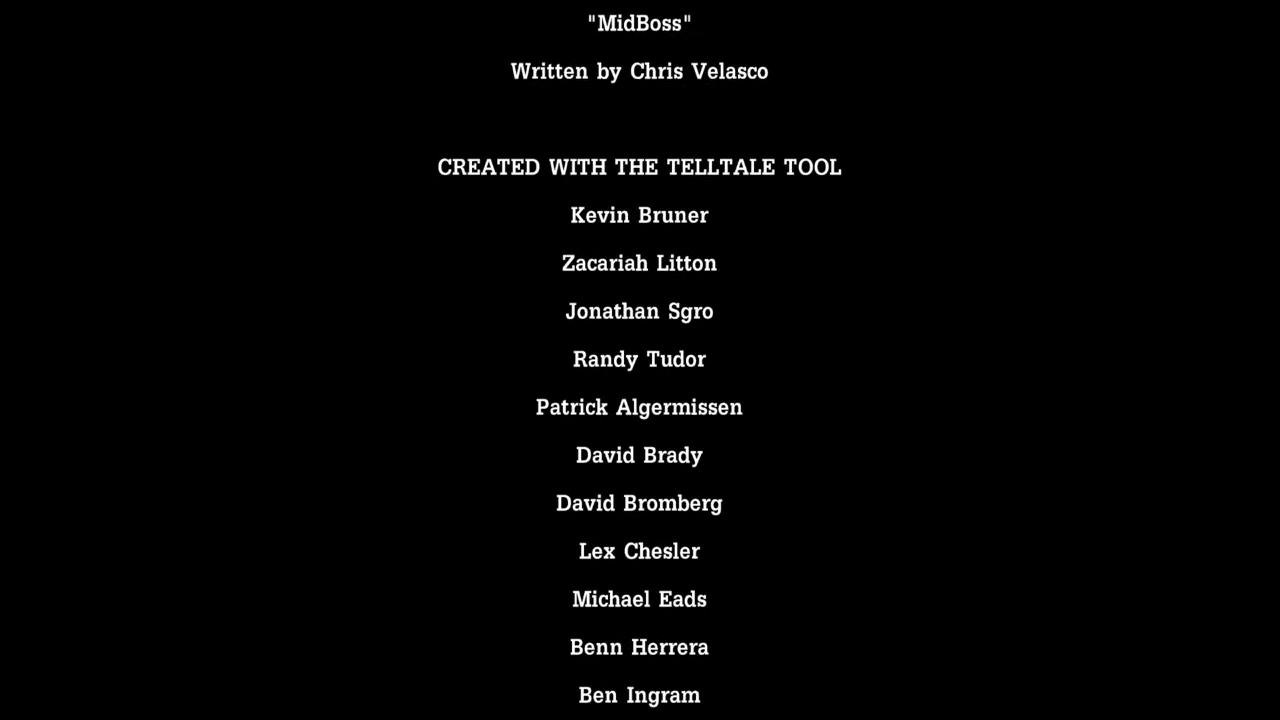 "MidBoss"
Written by Chris Velasco
CREATED WITH THE TELLTALE TOOL
Kevin Bruner
Zacariah Litton
Jonathan Sgro
Randy Tudor
Patrick Algermissen
David Brady
David Bromberg
Lex Chesler
Michael Eads
Benn Herrera
Ben Ingram